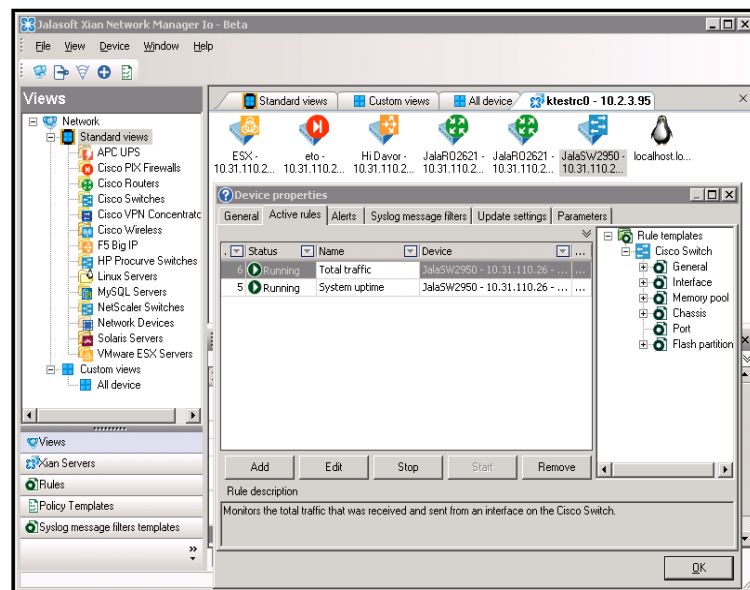 Jalasoft Xian Network Manager Io - Beta
File View Device Window Help
Views
Network
Standard views
APC UPS
Cisco PIX Firewalls
Cisco Routers
Cisco Switches
Cisco VPN Concentratc
Cisco Wireless
F5 Big IP
HP Procurve Switches
Linux Servers
MySQL Servers
NetScaler Switches
Network Devices
Solaris Servers
VMware ESX Servers
Custom views
All device
Views
Xian Servers
Rules
Policy Templates
Syslog message filters templates
Standard views Custom views All device ktestrc0 - 10.2.3.95
ESX - eto - Hi Davor - JalaRO2621 - JalaRO2621 - JalaSW2950 - localhost.lo...
10.31.110.2... 10.31.110.2... 10.31.110.2... 10.31.110.2... 10.31.110.2... 10.31.110.2...
Device properties
General Active rules Alerts Syslog message filters Update settings Parameters
. Status Name Device ...
6 Running Total traffic JalaSW2950 - 10.31.110.26 - ... ...
5 Running System uptime JalaSW2950 - 10.31.110.26 - ... ...
Rule templates
Cisco Switch
General
Interface
Memory pool
Chassis
Port
Flash partition
Add Edit Stop Start Remove
Rule description
Monitors the total traffic that was received and sent from an interface on the Cisco Switch.
OK